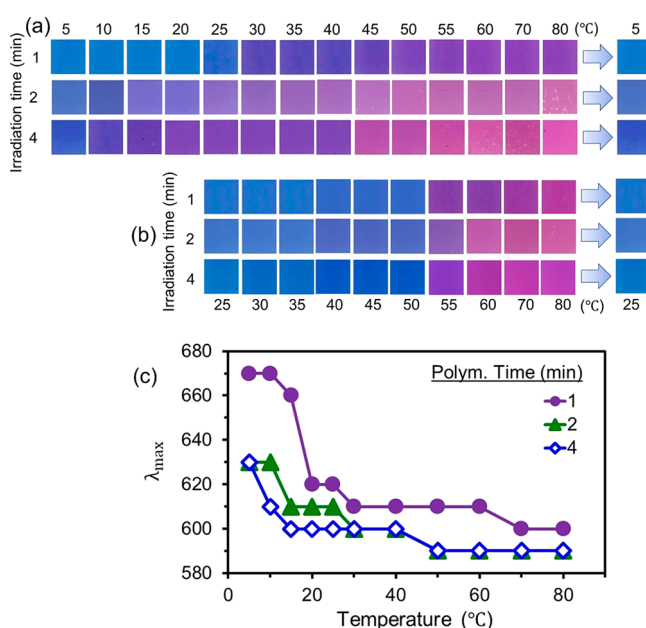 (a)
5 10 15 20 25 30 35 40 45 50 55 60 70 80 (℃) 5
Irradiation time (min)
1
2
4
(b)
Irradiation time (min)
1
2
4
25 30 35 40 45 50 55 60 70 80 (℃) 25
(c)
680
660
640
620
600
580
λmax
Polym. Time (min)
1
2
4
0 20 40 60 80 100
Temperature (℃)